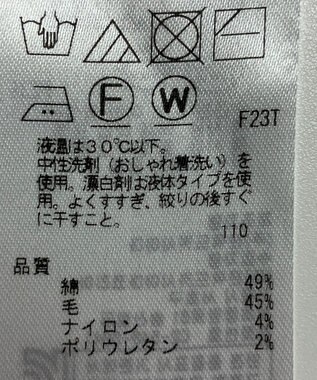 F
W
F23T
液温は30℃以下。
中性洗剤（おしゃれ着洗い）を
使用。漂白剤は液体タイプを使
用。よくすすぎ、絞りの後すぐ
に干すこと。
110
品質
綿 49%
毛 45%
ナイロン 4%
ポリウレタン 2%